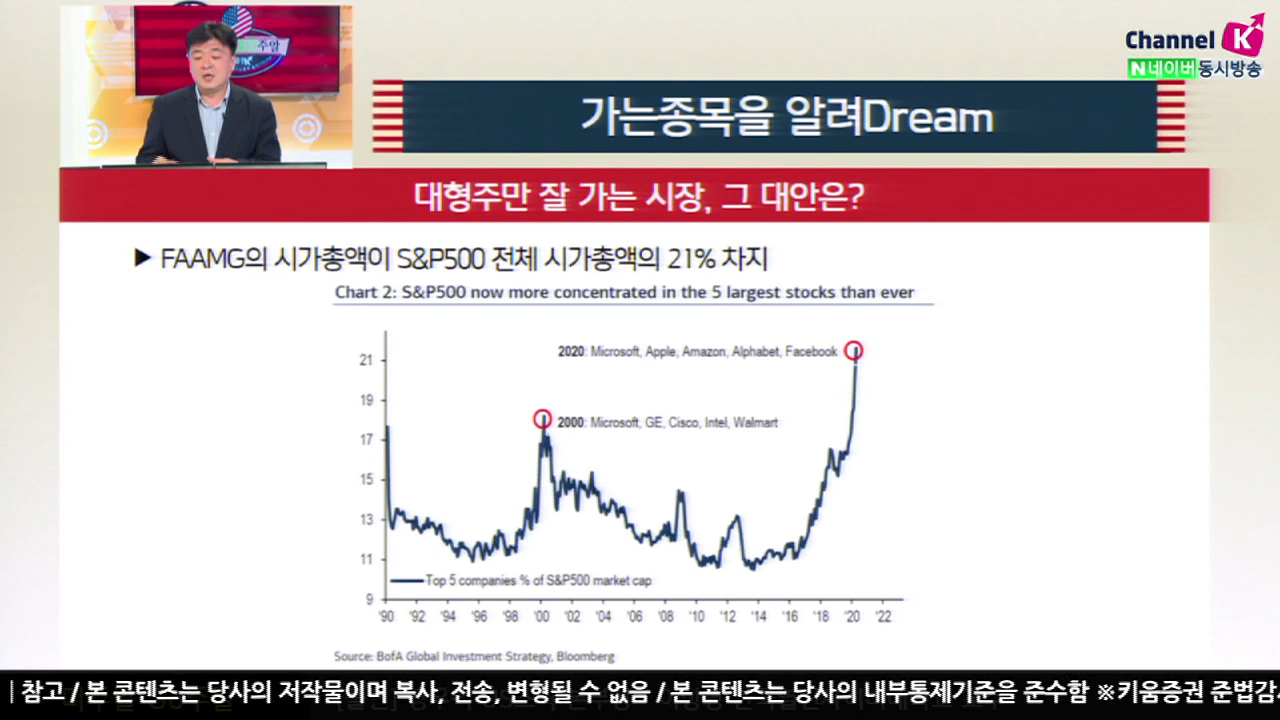 주말
Channel K
N 네이버 동시방송
가는종목을 알려Dream
대형주만 잘 가는 시장, 그 대안은?
▶ FAAMG의 시가총액이 S&P500 전체 시가총액의 21% 차지
Chart 2: S&P500 now more concentrated in the 5 largest stocks than ever
2020: Microsoft, Apple, Amazon, Alphabet, Facebook
21
19
2000: Microsoft, GE, Cisco, Intel, Walmart
17
15
13
11
Top 5 companies % of S&P500 market cap
9
'90 '92 '94 '96 '98 '00 '02 '04 '06 '08 '10 '12 '14 '16 '18 '20 '22
Source: BofA Global Investment Strategy, Bloomberg
| 참고 / 본 콘텐츠는 당사의 저작물이며 복사, 전송, 변형될 수 없음 / 본 콘텐츠는 당사의 내부통제기준을 준수함 ※키움증권 준법감시